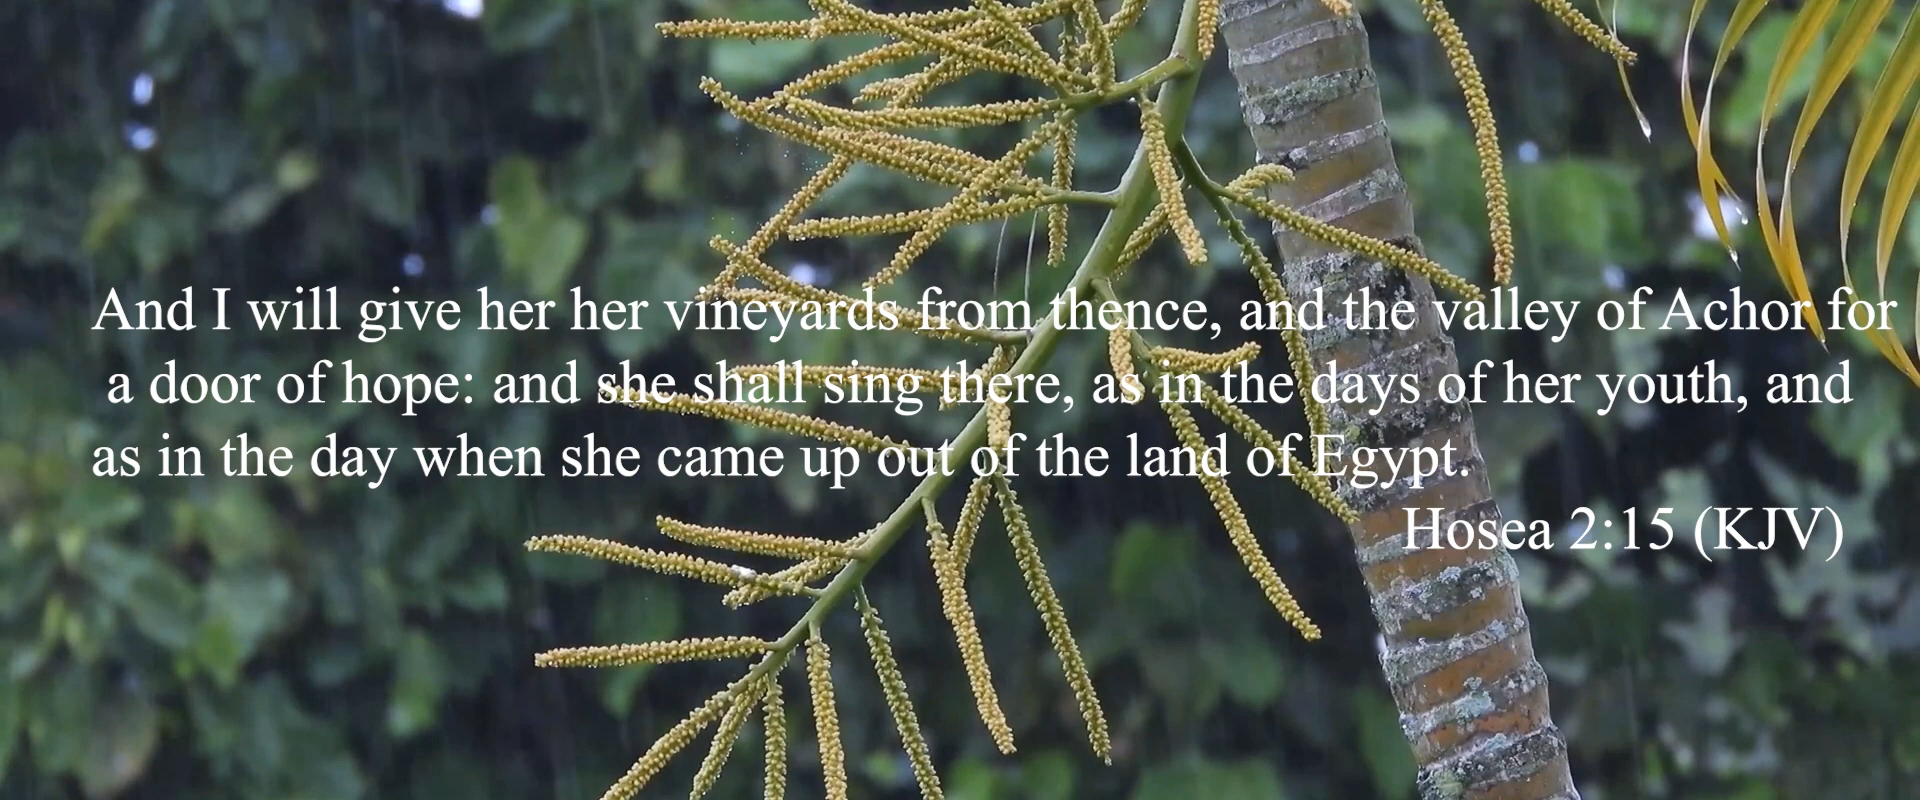 And I will give her her vineyards from thence, and the valley of Achor for
a door of hope: and she shall sing there, as in the days of her youth, and
as in the day when she came up out of the land of Egypt.
Hosea 2:15 (KJV)